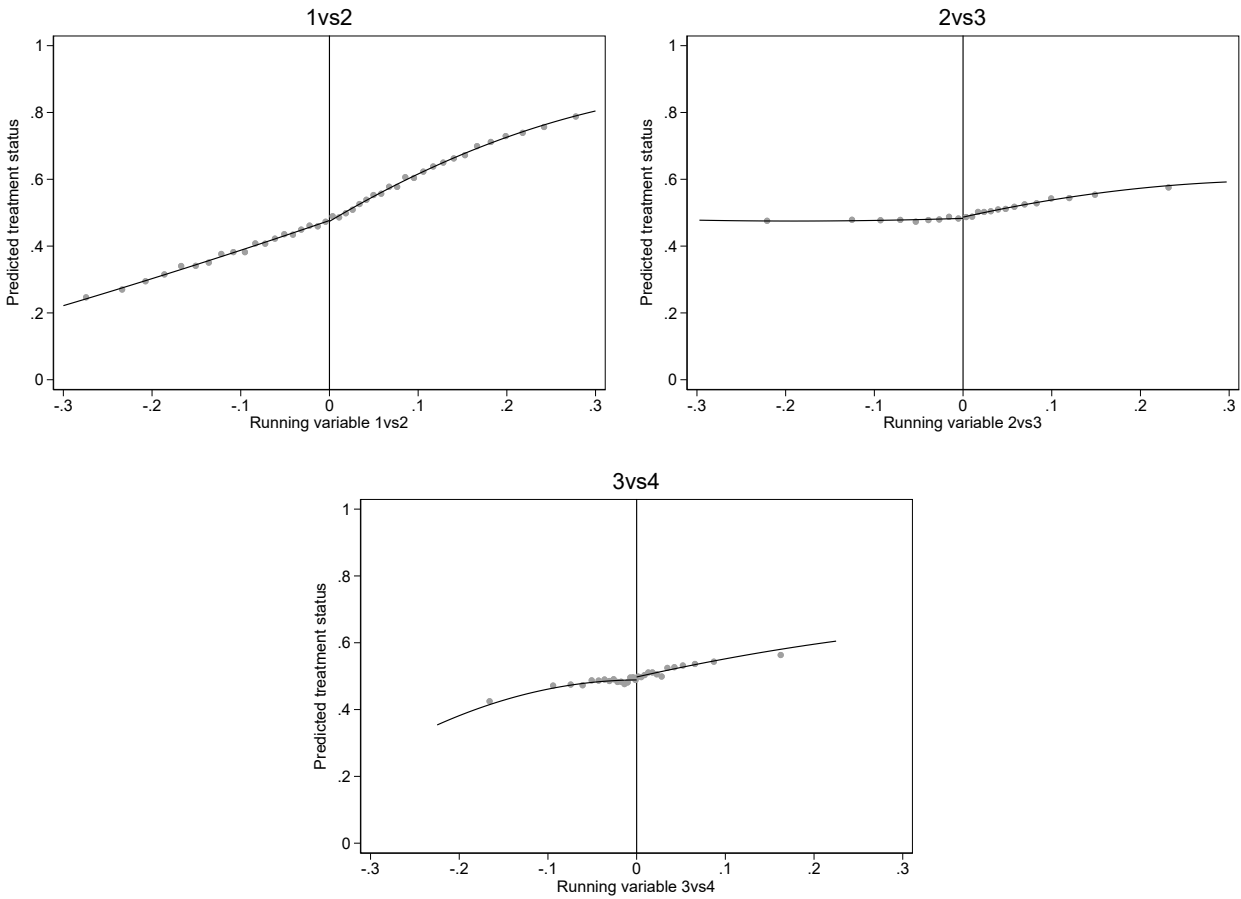 1vs2
Predicted treatment status
1
.8
.6
.4
.2
0
-.3 -.2 -.1 0 .1 .2 .3
Running variable 1vs2
2vs3
Predicted treatment status
1
.8
.6
.4
.2
0
-.3 -.2 -.1 0 .1 .2 .3
Running variable 2vs3
3vs4
Predicted treatment status
1
.8
.6
.4
.2
0
-.3 -.2 -.1 0 .1 .2 .3
Running variable 3vs4